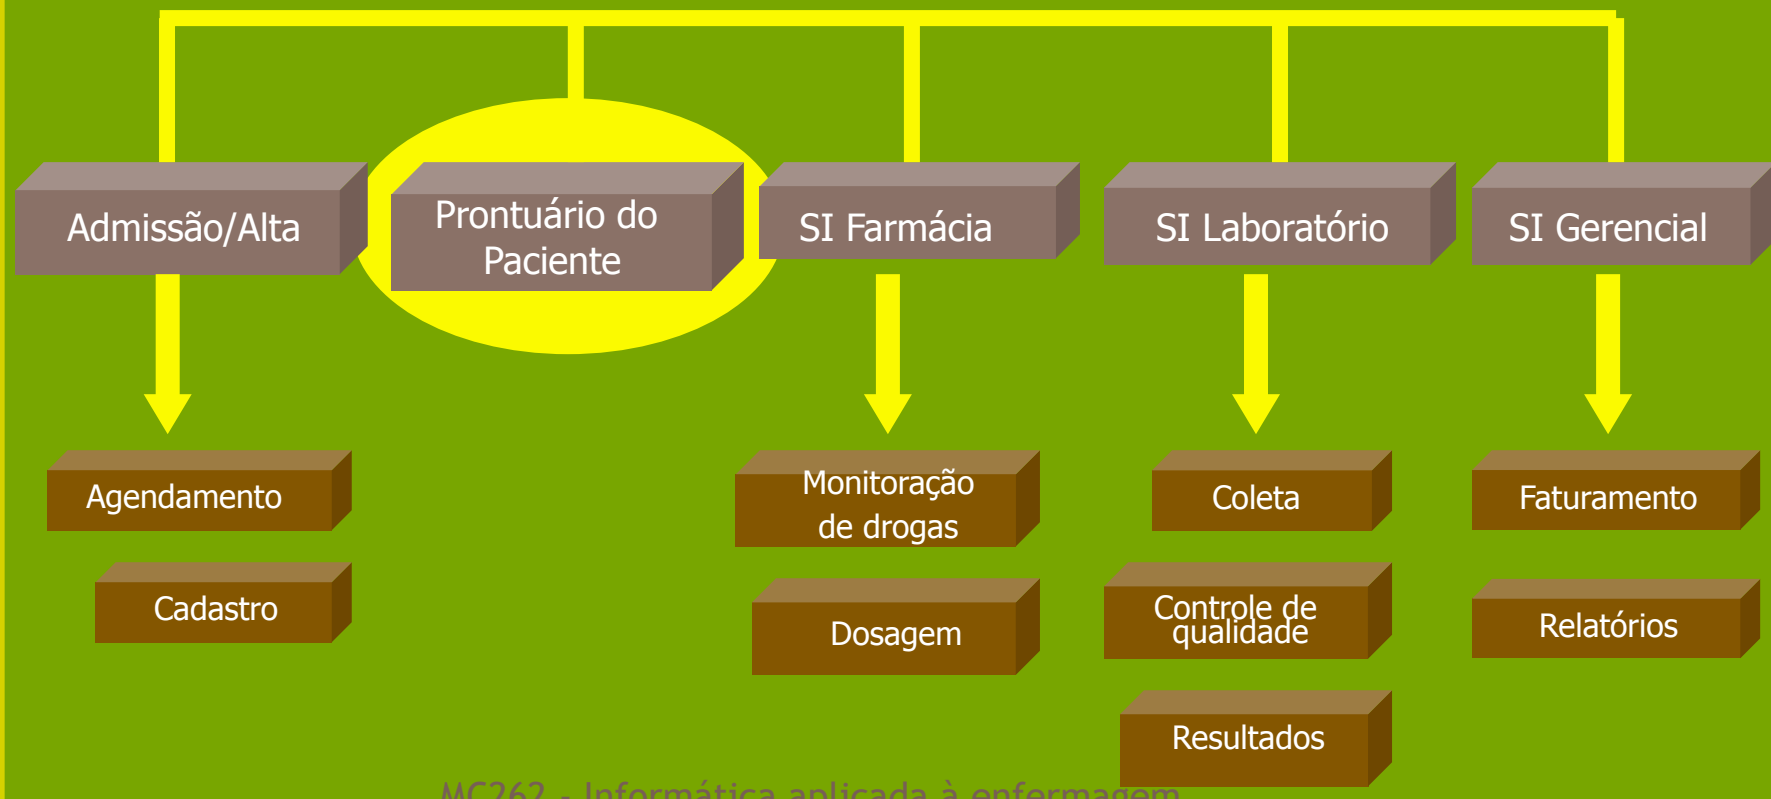 Admissão/Alta
Prontuário do
Paciente
SI Farmácia
SI Laboratório
SI Gerencial
Agendamento
Cadastro
Monitoração
de drogas
Dosagem
Coleta
Controle de
qualidade
Resultados
Faturamento
Relatórios
MC262 - Informática aplicada à enfermagem